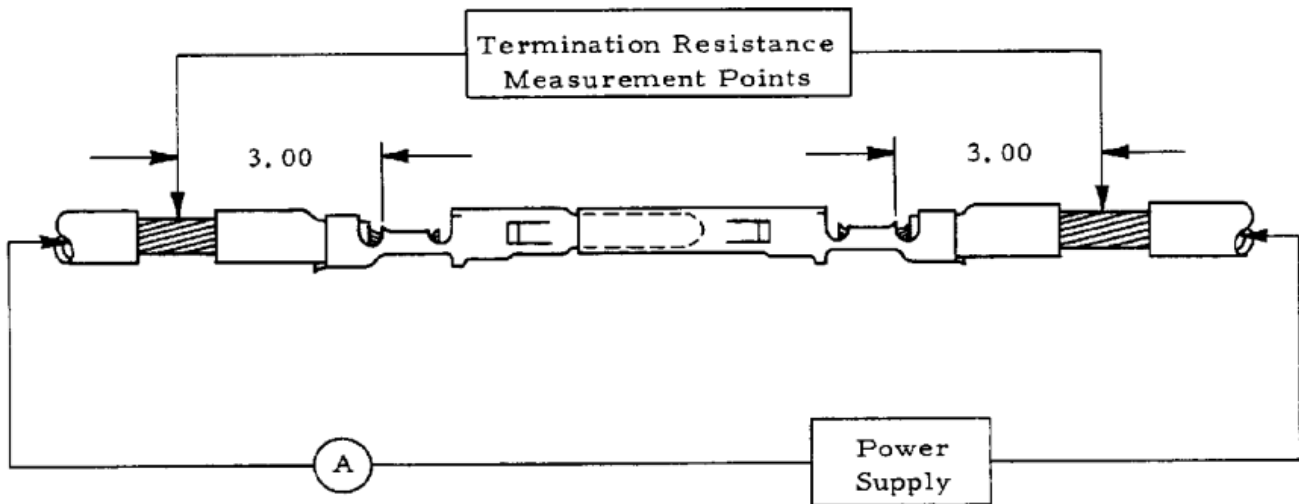 Termination Resistance
Measurement Points
3.00
3.00
A
Power
Supply